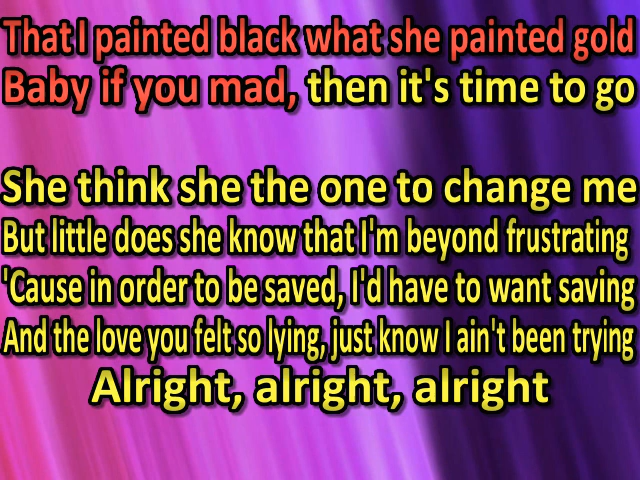 That I painted black what she painted gold
Baby if you mad, then it's time to go
She think she the one to change me
But little does she know that I'm beyond frustrating
'Cause in order to be saved, I'd have to want saving
And the love you felt so lying, just know I ain't been trying
Alright, alright, alright